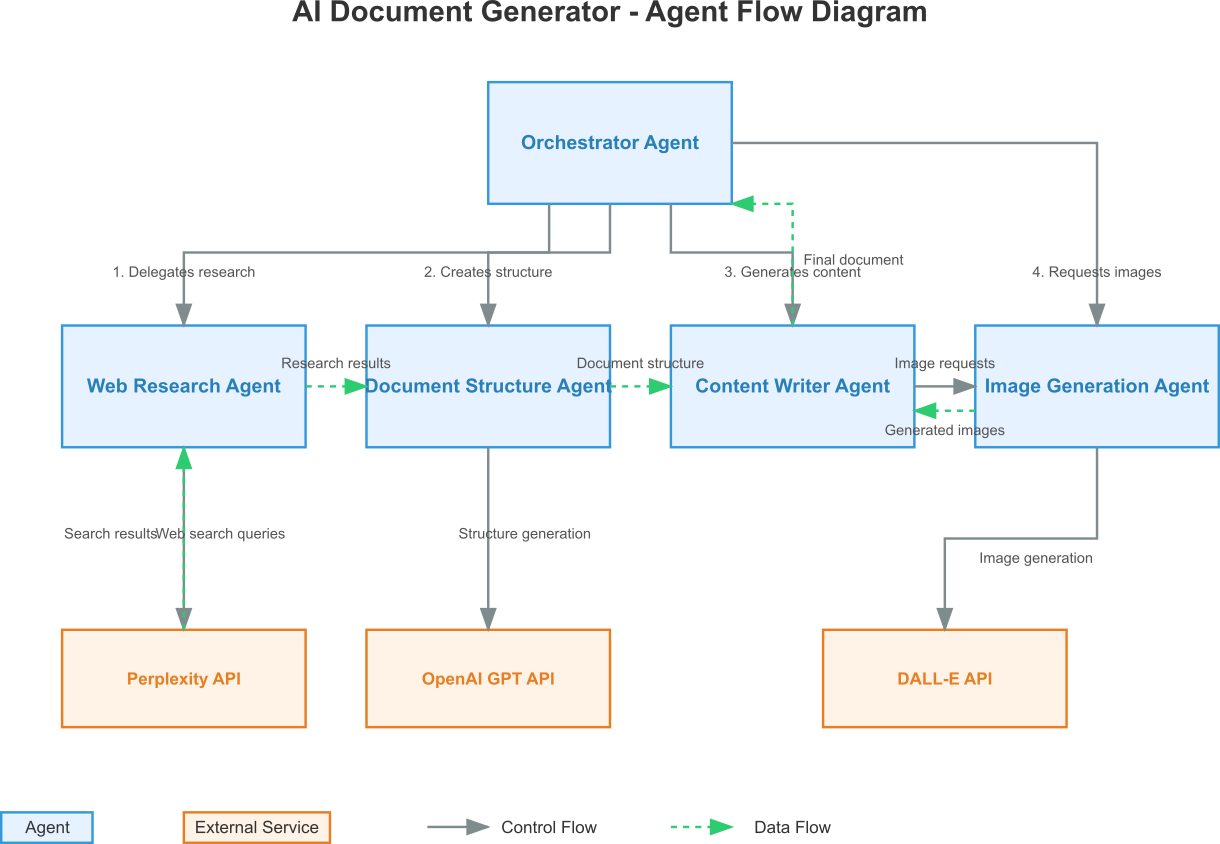 AI Document Generator - Agent Flow Diagram
Orchestrator Agent
Final document
1. Delegates research
2. Creates structure
3. Generates content
4. Requests images
Research results
Document structure
Image requests
Web Research Agent
Document Structure Agent
Content Writer Agent
Image Generation Agent
Generated images
Search results
Web search queries
Structure generation
Image generation
Perplexity API
OpenAI GPT API
DALL-E API
Agent
External Service
Control Flow
Data Flow